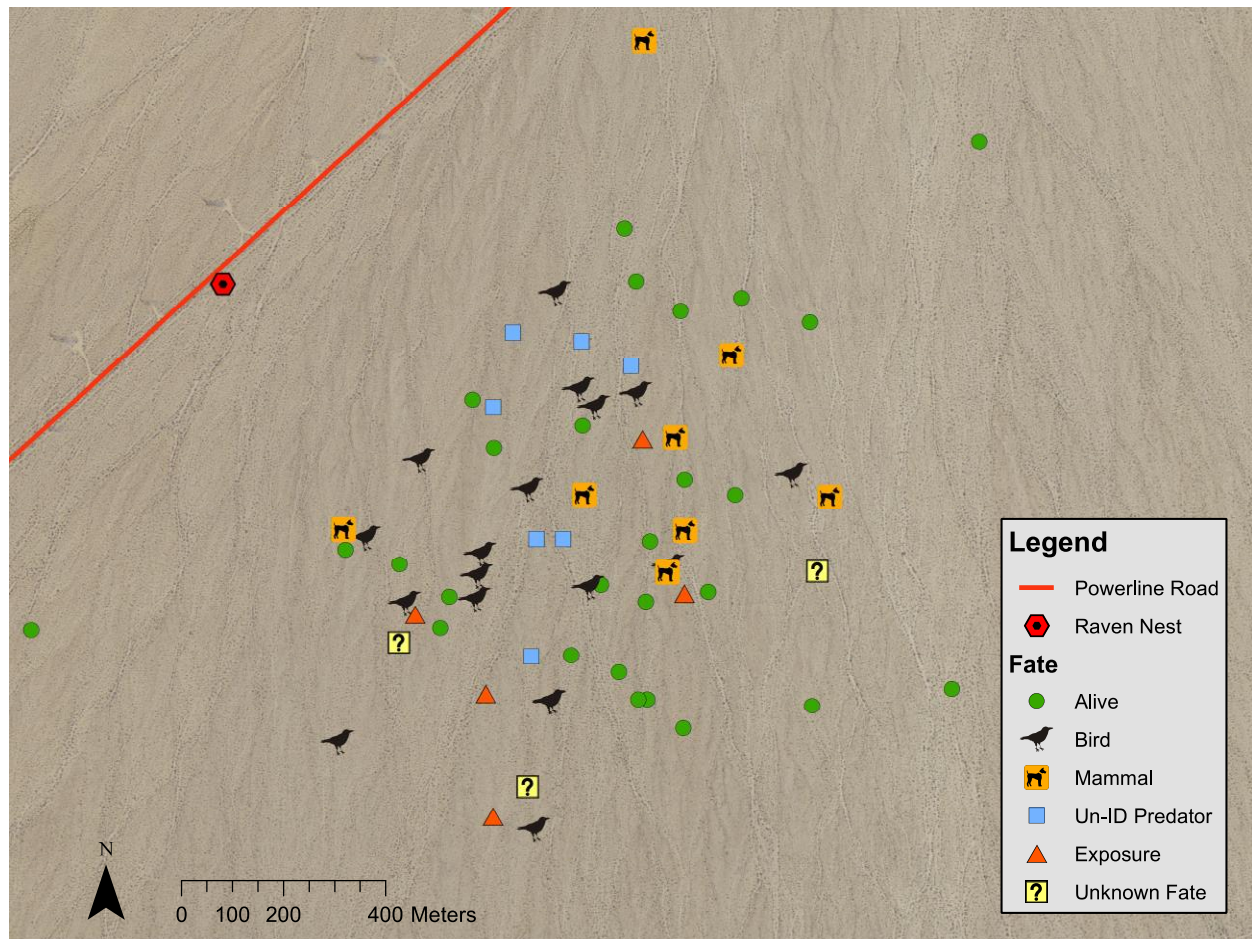 Legend
Powerline Road
Raven Nest
Fate
Alive
Bird
Mammal
Un-ID Predator
Exposure
? Unknown Fate
?
?
?
N
0 100 200 400 Meters